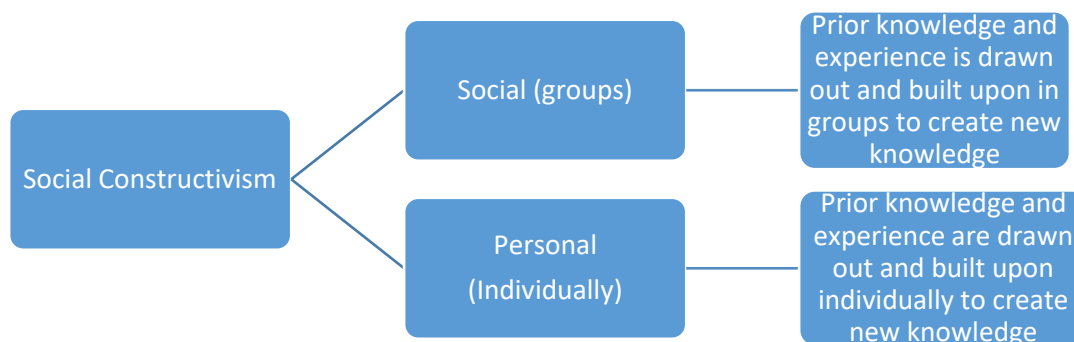 Social Constructivism
Social (groups)
Prior knowledge and
experience is drawn
out and built upon in
groups to create new
knowledge
Personal
(Individually)
Prior knowledge and
experience are drawn
out and built upon
individually to create
new knowledge